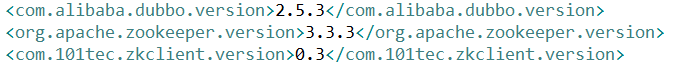 <com.alibaba.dubbo.version>2.5.3</com.alibaba.dubbo.version>
<org.apache.zookeeper.version>3.3.3</org.apache.zookeeper.version>
<com.101tec.zkclient.version>0.3</com.101tec.zkclient.version>